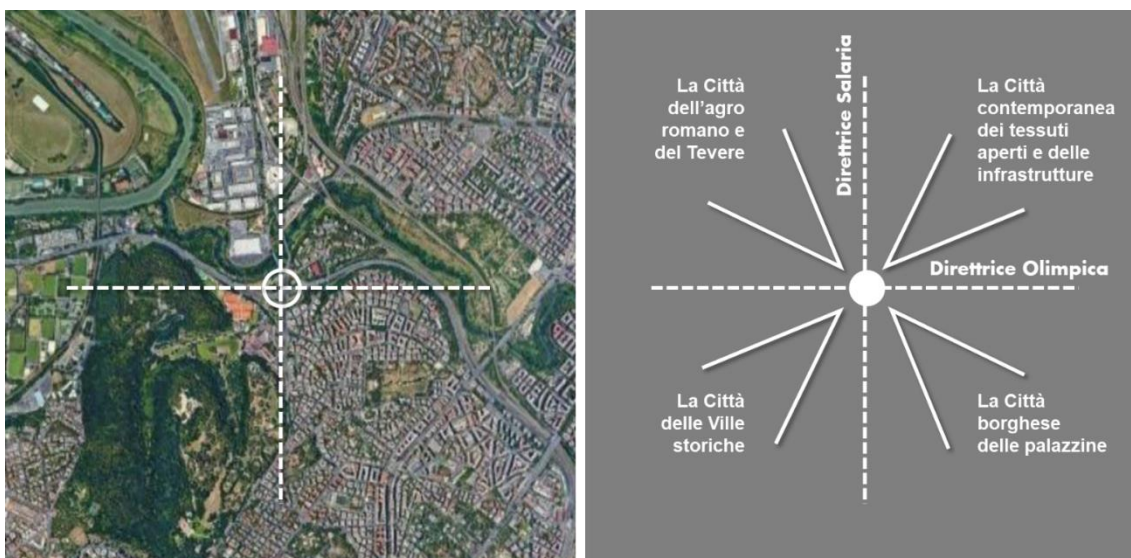 La Città
dell'agro
romano e
del Tevere
Direttrice Salaria
La Città
contemporanea
dei tessuti
aperti e delle
infrastrutture
Direttrice Olimpica
La Città
delle Ville
storiche
La Città
borghese
delle palazzine